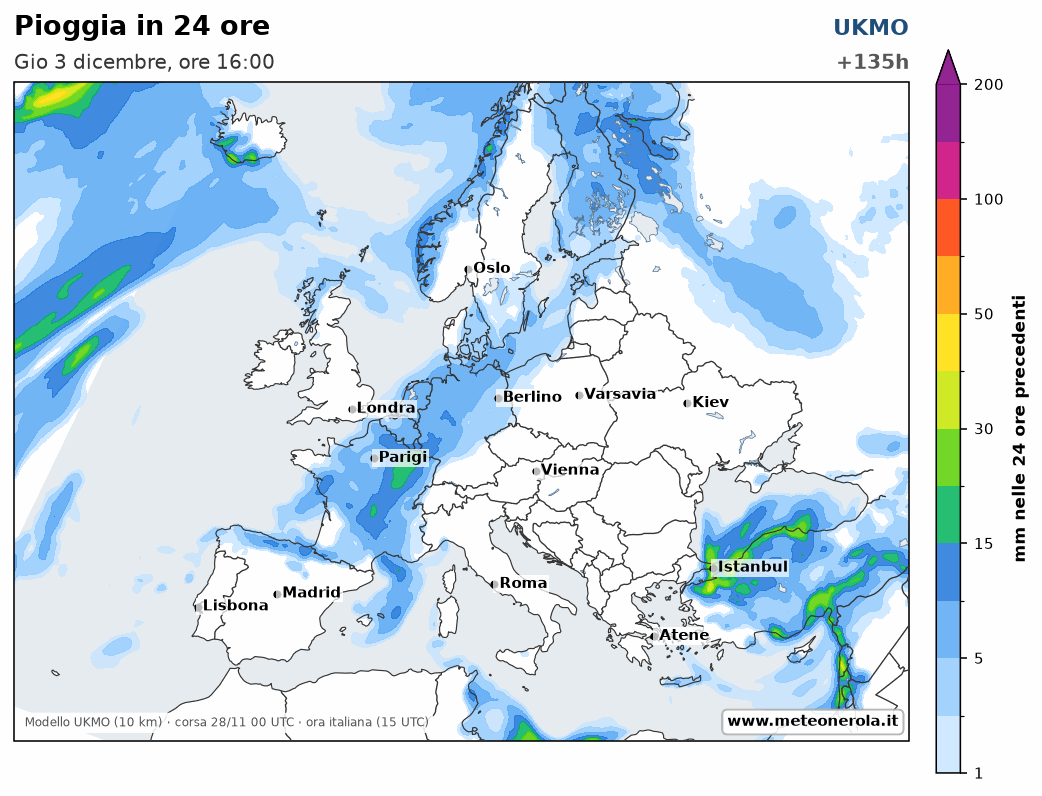 Pioggia in 24 ore
UKMO
Gio 3 dicembre, ore 16:00
+135h
200
100
50
30
15
5
1
mm nelle 24 ore precedenti
Oslo
Londra
Berlino
Varsavia
Kiev
Parigi
Vienna
Istanbul
Roma
Madrid
Lisbona
Atene
Modello UKMO (10 km) · corsa 28/11 00 UTC · ora italiana (15 UTC)
www.meteonerola.it